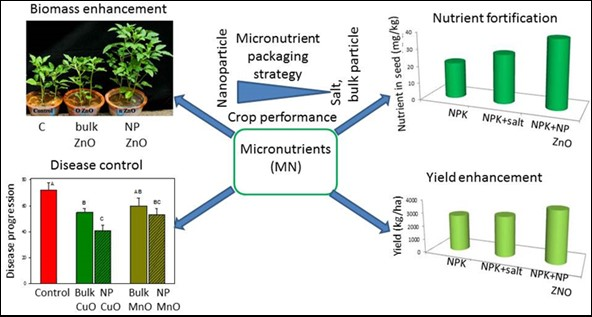 Biomass enhancement
Control
O ZnO
ZnO
C bulk NP
ZnO ZnO
Micronutrient
packaging
strategy
Nanoparticle
Salt,
bulk particle
Crop performance
Micronutrients
(MN)
Nutrient fortification
Nutrient in seed (mg/kg)
40
30
20
10
0
NPK
NPK+salt
NPK+NP
ZnO
Disease control
Disease progression
80
60
40
20
0
A
B
C
AB
BC
Control Bulk NP Bulk NP
CuO CuO MnO MnO
Yield enhancement
Yield (kg/ha)
4000
3000
2000
1000
0
NPK
NPK+salt
NPK+NP
ZNO